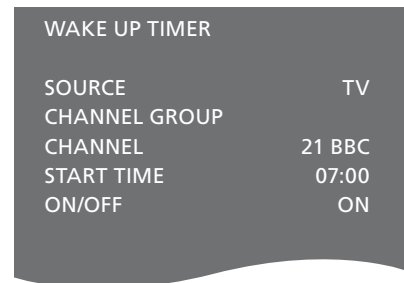 WAKE UP TIMER
SOURCE TV
CHANNEL GROUP
CHANNEL 21 BBC
START TIME 07:00
ON/OFF ON